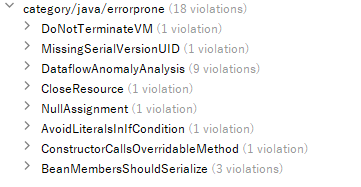 category/java/errorprone (18 violations)
DoNotTerminateVM (1 violation)
MissingSerialVersionUID (1 violation)
DataflowAnomalyAnalysis (9 violations)
CloseResource (1 violation)
NullAssignment (1 violation)
AvoidLiteralsInIfCondition (1 violation)
ConstructorCallsOverridableMethod (1 violation)
BeanMembersShouldSerialize (3 violations)